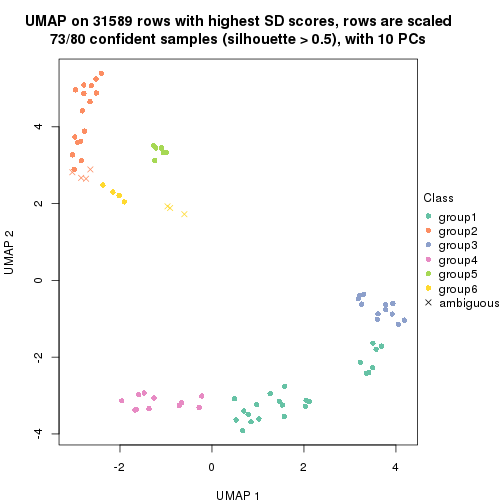 UMAP on 31589 rows with highest SD scores, rows are scaled
73/80 confident samples (silhouette > 0.5), with 10 PCs
4
2
0
-2
-4
UMAP 2
-2
0
2
4
UMAP 1
Class
group1
group2
group3
group4
group5
group6
ambiguous